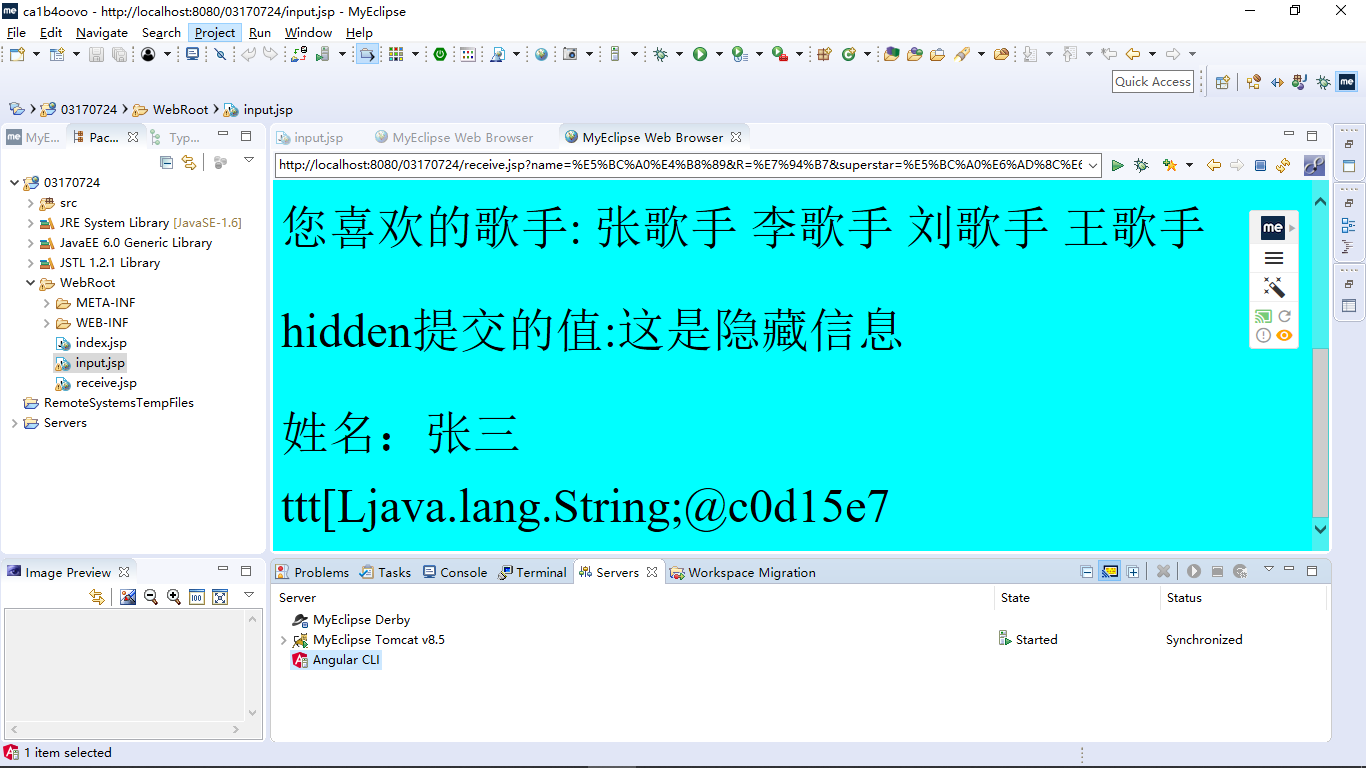 ca1b4oovo - http://localhost:8080/03170724/input.jsp - MyEclipse
File Edit Navigate Search Project Run Window Help
Quick Access
03170724 WebRoot input.jsp
MyE... Pac... Typ...
input.jsp MyEclipse Web Browser MyEclipse Web Browser
http://localhost:8080/03170724/receive.jsp?name=%E5%BC%A0%E4%B8%89&R=%E7%94%B7&superstar=%E5%BC%A0%E6%AD%8C%E6
03170724
src
JRE System Library [JavaSE-1.6]
JavaEE 6.0 Generic Library
JSTL 1.2.1 Library
WebRoot
META-INF
WEB-INF
index.jsp
input.jsp
receive.jsp
RemoteSystemsTempFiles
Servers
您喜欢的歌手: 张歌手 李歌手 刘歌手 王歌手
hidden提交的值:这是隐藏信息
姓名：张三
ttt[Ljava.lang.String;@c0d15e7
me
Image Preview
100
Problems Tasks Console Terminal Servers Workspace Migration
Server State Status
MyEclipse Derby
MyEclipse Tomcat v8.5 Started Synchronized
Angular CLI
1 item selected